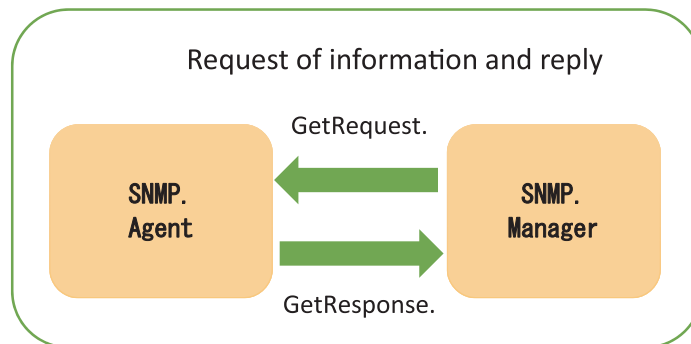 Request of information and reply
GetRequest.
SNMP.
Agent
SNMP.
Manager
GetResponse.